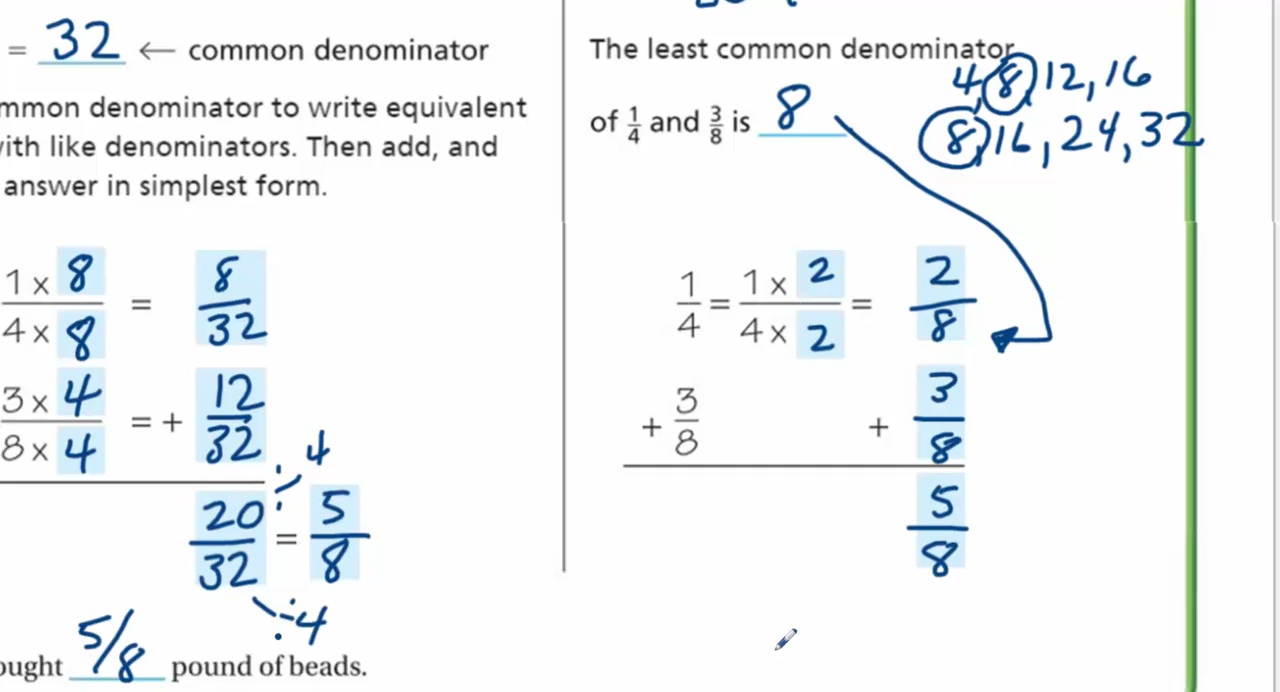 = 32 ← common denominator
mmon denominator to write equivalent
ith like denominators. Then add, and
answer in simplest form.
1 x 8 / 4 x 8 = 8/32
3 x 4 / 8 x 4 = + 12/32
20/32 ÷ 4 ÷ 4 = 5/8
ought 5/8 pound of beads.
The least common denominator
of 1/4 and 3/8 is 8
4, 8, 12, 16
8, 16, 24, 32
1/4 = 1 x 2 / 4 x 2 = 2/8
+ 3/8 + 3/8
5/8